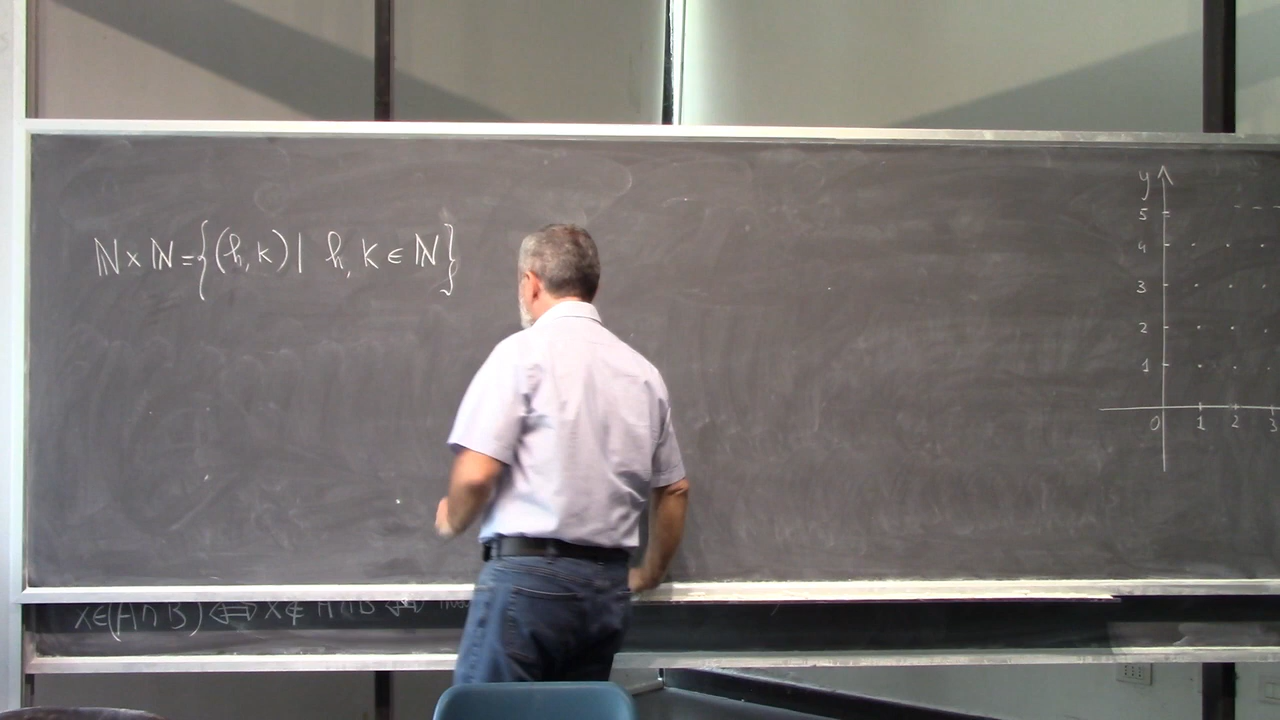 ℕ × ℕ = {(h, k) | h, k ∈ ℕ}
y
5
4
3
2
1
0 1 2 3
x ∈ (A ∩ B) ⟺ x ∉ A ∩ B ⟺